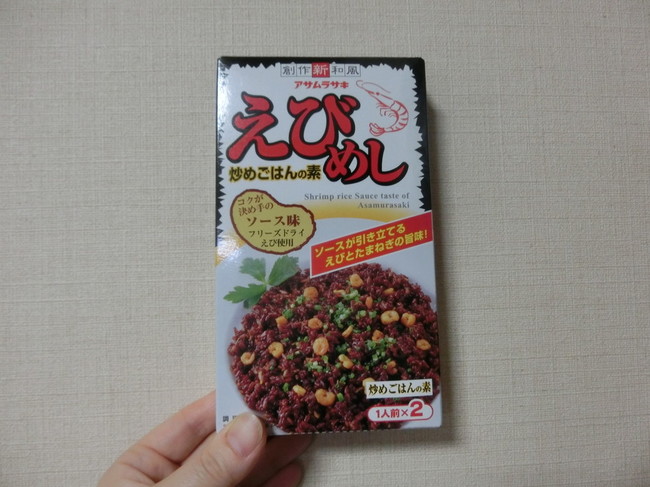 創作新和風
アサムラサキ
えびめし
炒めごはんの素
Shrimp rice Sauce taste of
Asamurasaki
コクが
決め手の
ソース味
フリーズドライ
えび使用
ソースが引き立てる
えびとたまねぎの旨味!
炒めごはんの素
1人前×2
調